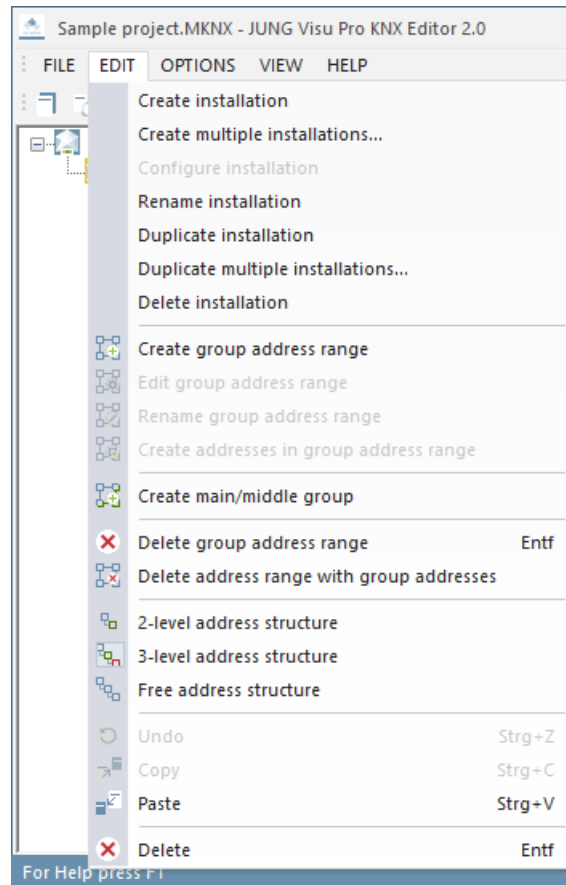 Sample project.MKNX - JUNG Visu Pro KNX Editor 2.0
FILE EDIT OPTIONS VIEW HELP
Create installation
Create multiple installations...
Configure installation
Rename installation
Duplicate installation
Duplicate multiple installations...
Delete installation
Create group address range
Edit group address range
Rename group address range
Create addresses in group address range
Create main/middle group
Delete group address range Entf
Delete address range with group addresses
2-level address structure
3-level address structure
Free address structure
Undo Strg+Z
Copy Strg+C
Paste Strg+V
Delete Entf
For Help press F1